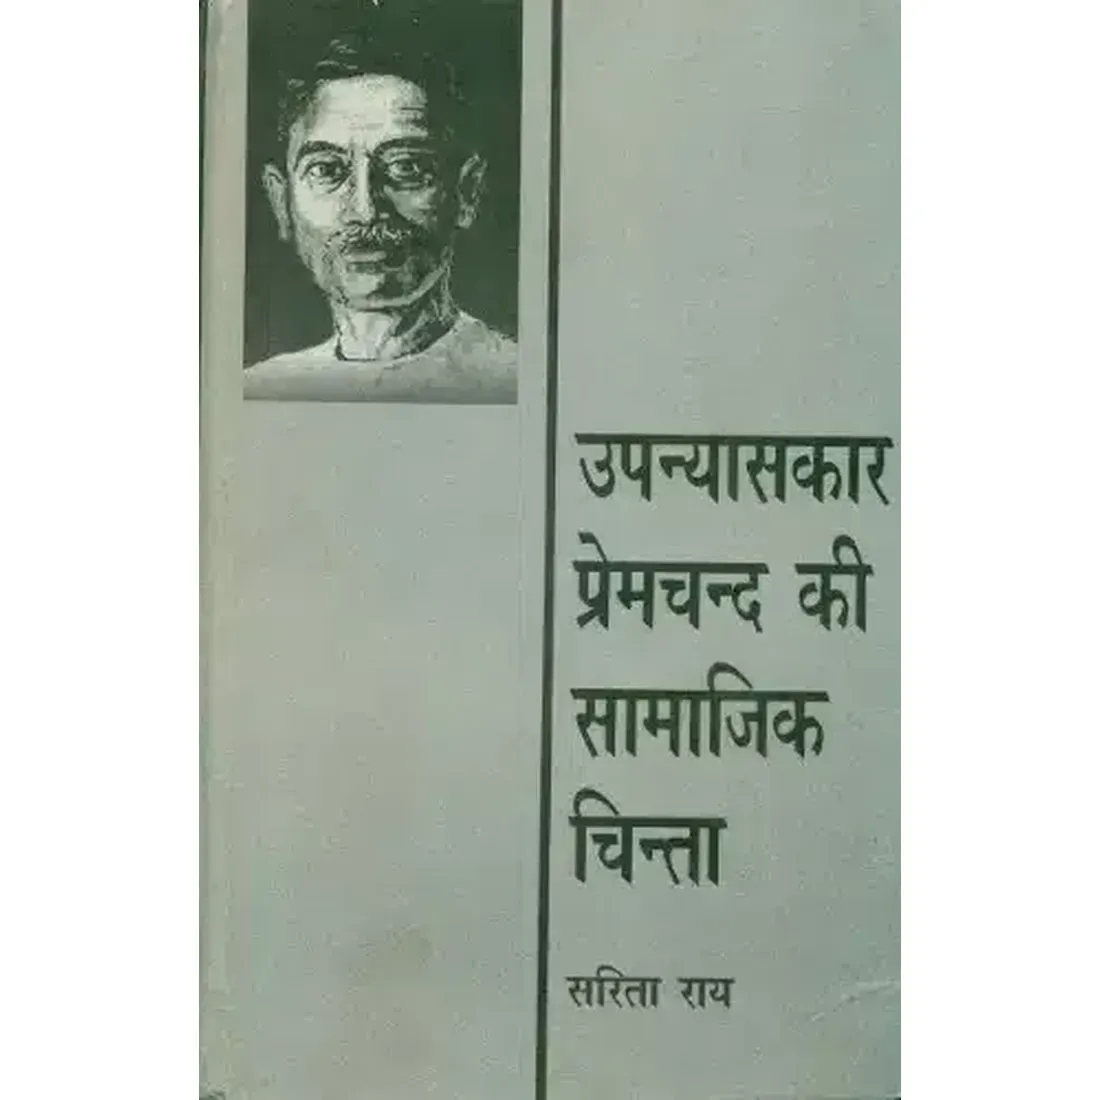 उपन्यासकार
प्रेमचन्द की
सामाजिक
चिन्ता
सरिता राय